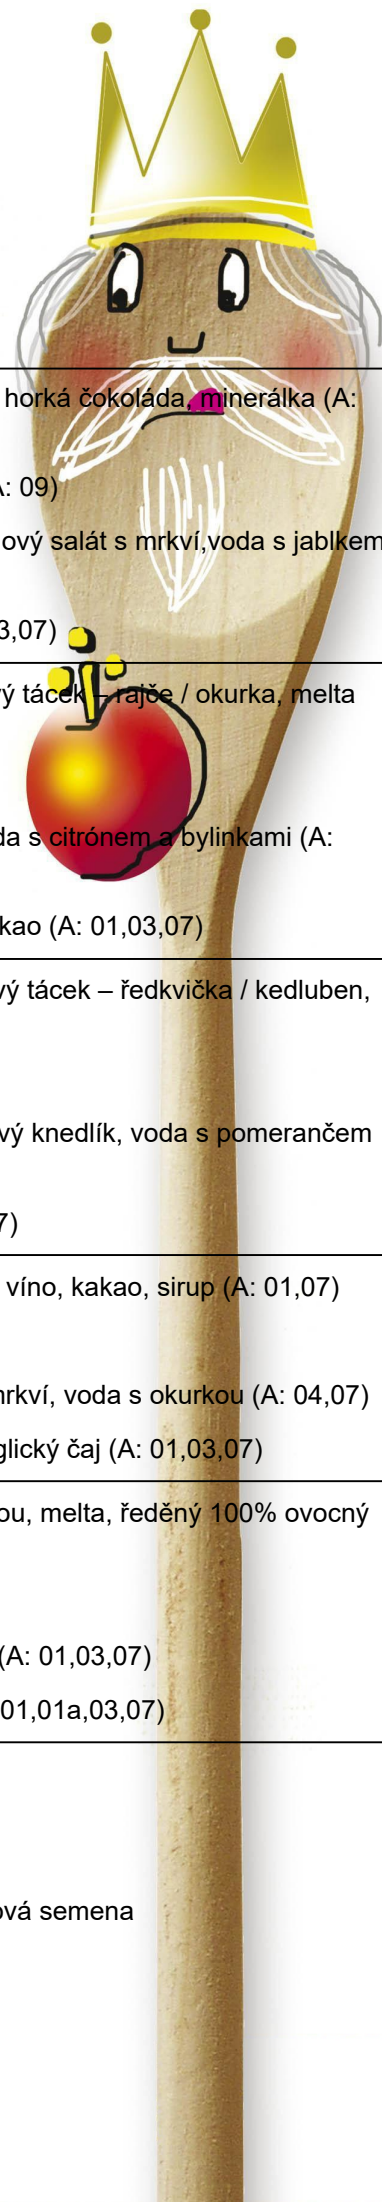 horká čokoláda, minerálka (A:
A: 09)
ový salát s mrkví,voda s jablkem
3,07)
vý tácek – rajče / okurka, melta
da s citrónem a bylinkami (A:
kao (A: 01,03,07)
vý tácek – ředkvička / kedluben,
vý knedlík, voda s pomerančem
7)
víno, kakao, sirup (A: 01,07)
mrkví, voda s okurkou (A: 04,07)
glický čaj (A: 01,03,07)
ou, melta, ředěný 100% ovocný
(A: 01,03,07)
01,01a,03,07)
ová semena